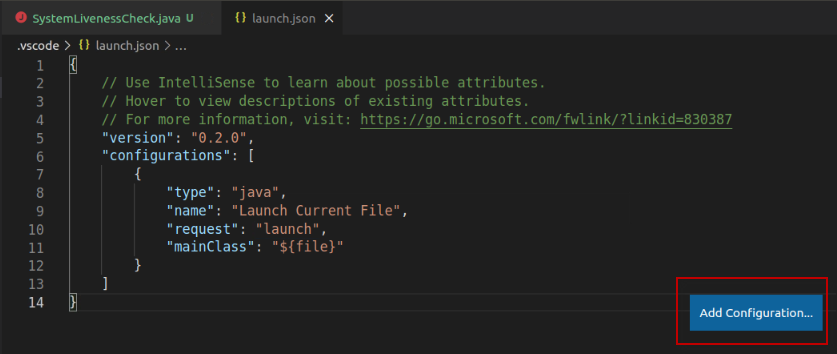 SystemLivenessCheck.java U
{} launch.json ×
.vscode > {} launch.json > ...
1 {
2 // Use IntelliSense to learn about possible attributes.
3 // Hover to view descriptions of existing attributes.
4 // For more information, visit: https://go.microsoft.com/fwlink/?linkid=830387
5 "version": "0.2.0",
6 "configurations": [
7 {
8 "type": "java",
9 "name": "Launch Current File",
10 "request": "launch",
11 "mainClass": "${file}"
12 }
13 ]
14 }
Add Configuration...